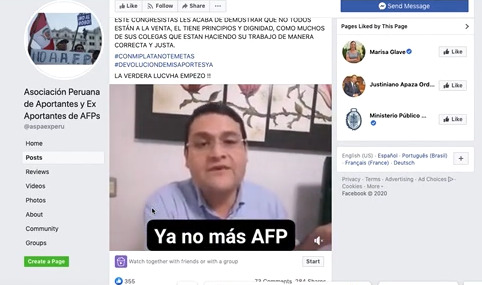 Like
Follow
Share
Send Message
ESTE CONGRESISTAS LES ACABA DE DEMOSTRAR QUE NO TODOS
ESTÁN A LA VENTA, EL TIENE PRINCIPIOS Y DIGNIDAD, COMO MUCHOS
DE SUS COLEGAS QUE ESTAN HACIENDO SU TRABAJO DE MANERA
CORRECTA Y JUSTA.
#CONMIPLATANOTEMETAS
#DEVOLUCIONDEMISAPORTESYA
LA VERDERA LUCVHA EMPEZO !!
Asociación Peruana
de Aportantes y Ex
Aportantes de AFPs
@aspaexperu
Home
Posts
Reviews
Videos
Photos
About
Community
Groups
Create a Page
Ya no más AFP
Watch together with friends or with a group
Start
355
73 Comments 284 Shares
Pages Liked by This Page
Marisa Glave
Like
Justiniano Apaza Ord...
Like
Ministerio Público ...
Like
English (US) · Español · Português (Brasil)
· Français (France) · Deutsch
Privacy · Terms · Advertising · Ad Choices
Cookies · More
Facebook © 2020